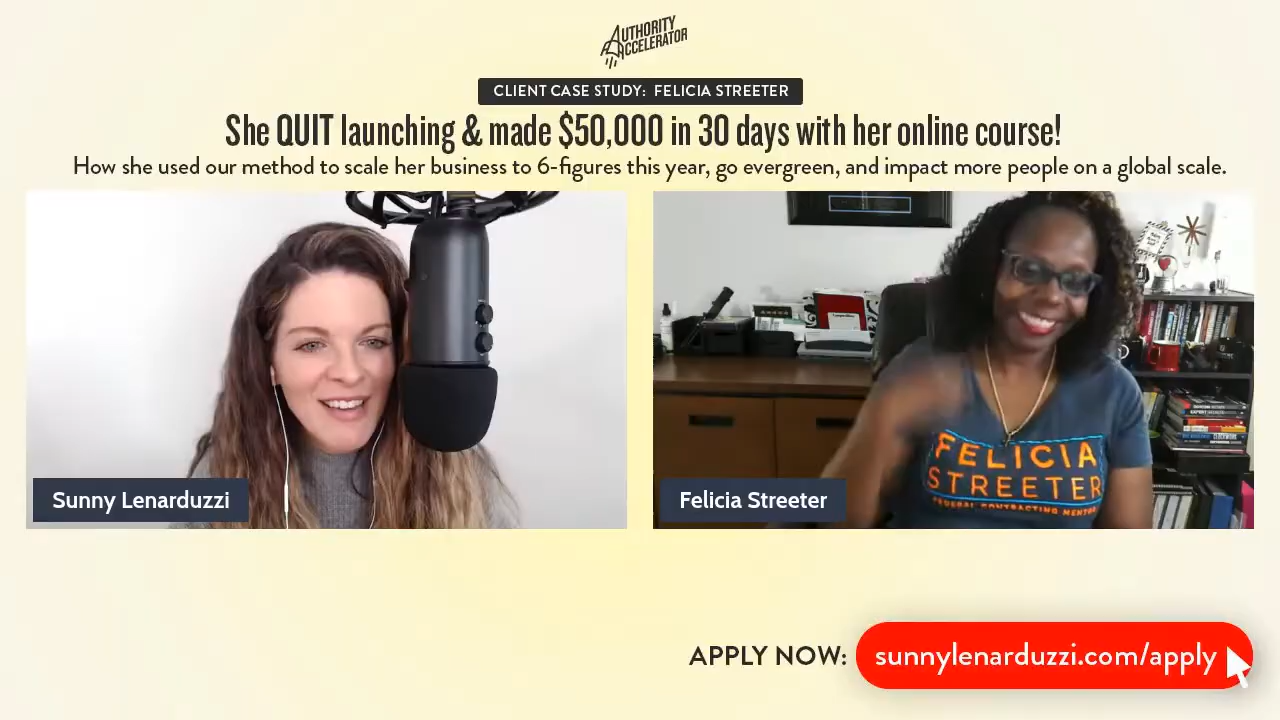 AUTHORITY
ACCELERATOR
CLIENT CASE STUDY: FELICIA STREETER
She QUIT launching & made $50,000 in 30 days with her online course!
How she used our method to scale her business to 6-figures this year, go evergreen, and impact more people on a global scale.
FELICIA
STREETER
FEDERAL CONTRACTING MENTOR
Sunny Lenarduzzi
Felicia Streeter
APPLY NOW: sunnylenarduzzi.com/apply